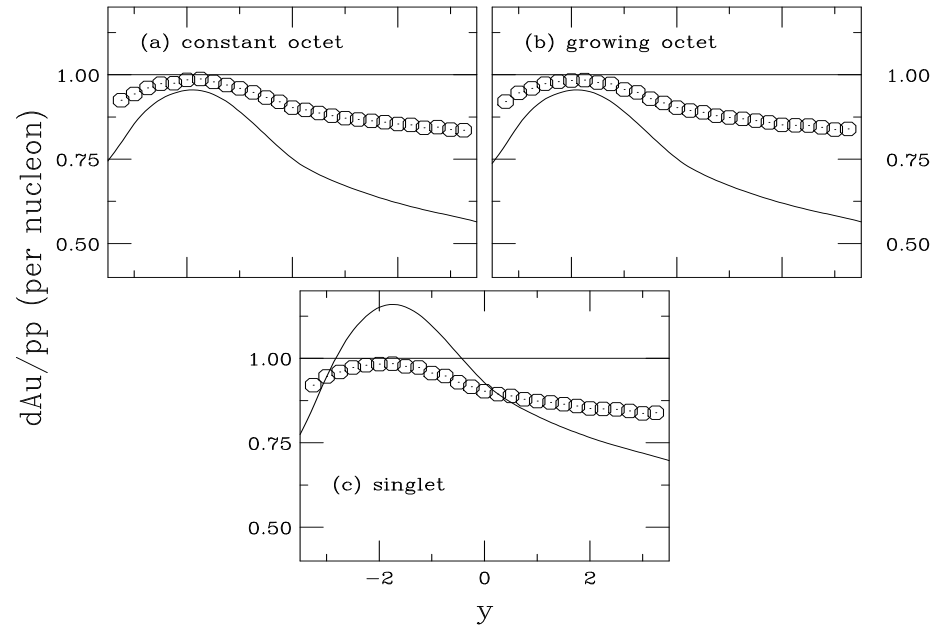 (a) constant octet
(b) growing octet
1.00
0.75
0.50
1.00
0.75
0.50
dAu/pp (per nucleon)
1.00
0.75
0.50
(c) singlet
−2 0 2
y